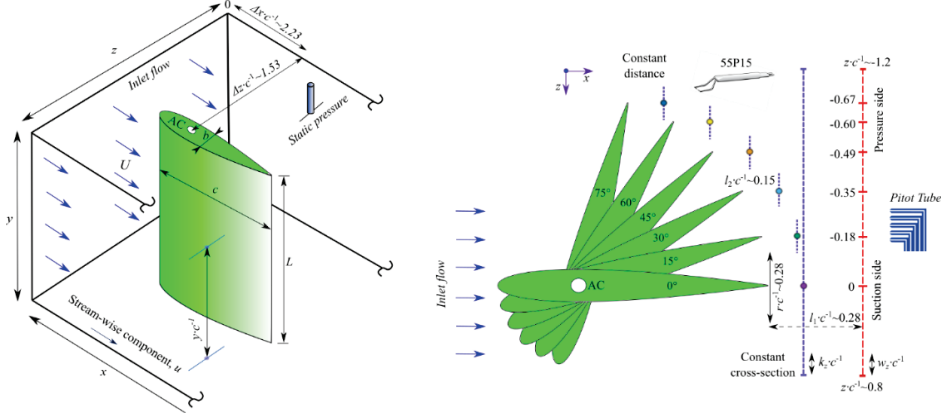 0
Δx·c⁻¹~2.23
z
Inlet flow
Δz·c⁻¹~1.53
Static pressure
AC
b
U
c
y
L
y·c⁻¹
Stream-wise component, u
x
Constant
distance
55P15
x
z
z·c⁻¹~-1.2
-0.67
-0.60
-0.49
-0.35
-0.18
0
Pressure side
Suction side
Pitot Tube
l₂·c⁻¹~0.15
75°
60°
45°
30°
15°
0°
AC
Inlet flow
r·c⁻¹~0.28
l₁·c⁻¹~0.28
Constant
cross-section
k𝓏·c⁻¹
w𝓏·c⁻¹
z·c⁻¹~0.8